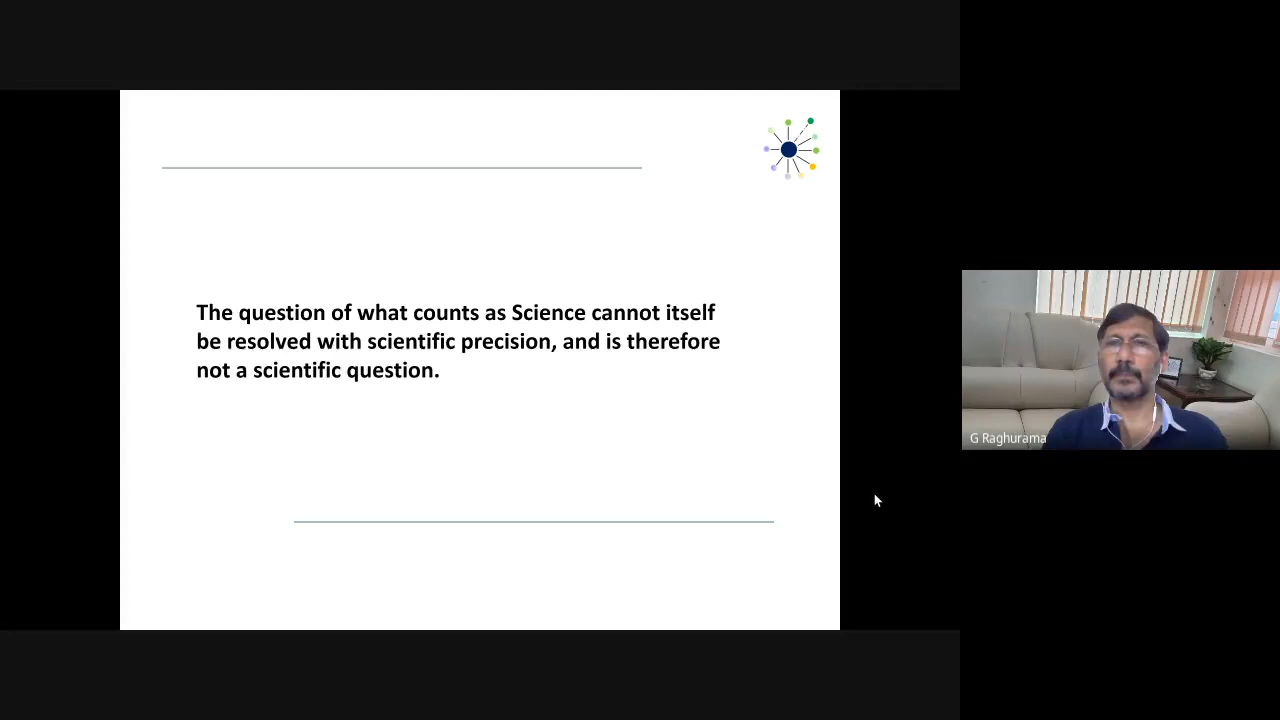 The question of what counts as Science cannot itself
be resolved with scientific precision, and is therefore
not a scientific question.
G Raghurama